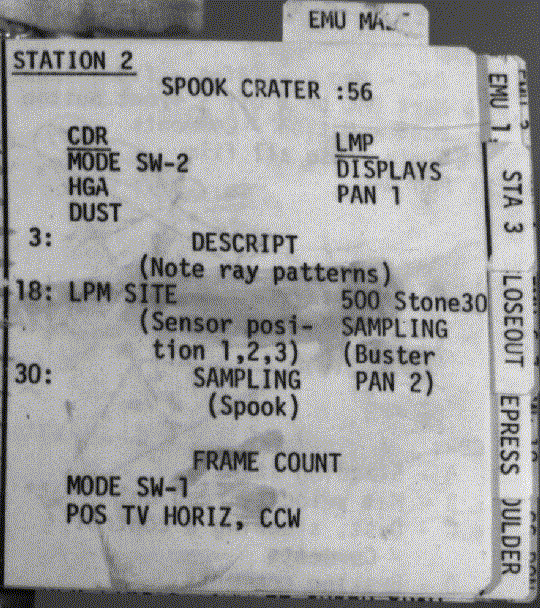 EMU
STATION 2
SPOOK CRATER :56
CDR LMP
MODE SW-2 DISPLAYS
HGA PAN 1
DUST
3: DESCRIPT
(Note ray patterns)
18: LPM SITE 500 Stone30
(Sensor posi- SAMPLING
tion 1,2,3) (Buster
30: SAMPLING PAN 2)
(Spook)
FRAME COUNT
MODE SW-1
POS TV HORIZ, CCW
EMU 1
STA 3
LOSEOUT
EPRESS
ULDER